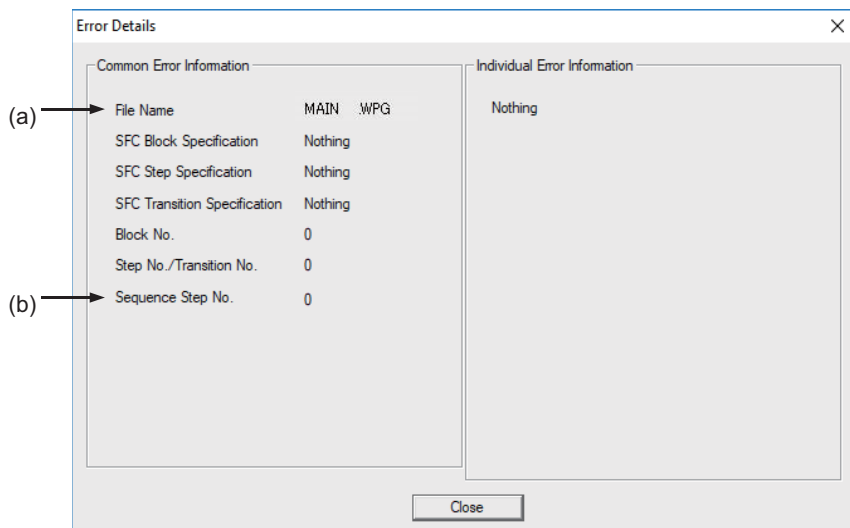 Error Details
Common Error Information
(a) File Name MAIN .WPG
SFC Block Specification Nothing
SFC Step Specification Nothing
SFC Transition Specification Nothing
Block No. 0
Step No./Transition No. 0
(b) Sequence Step No. 0
Individual Error Information
Nothing
Close